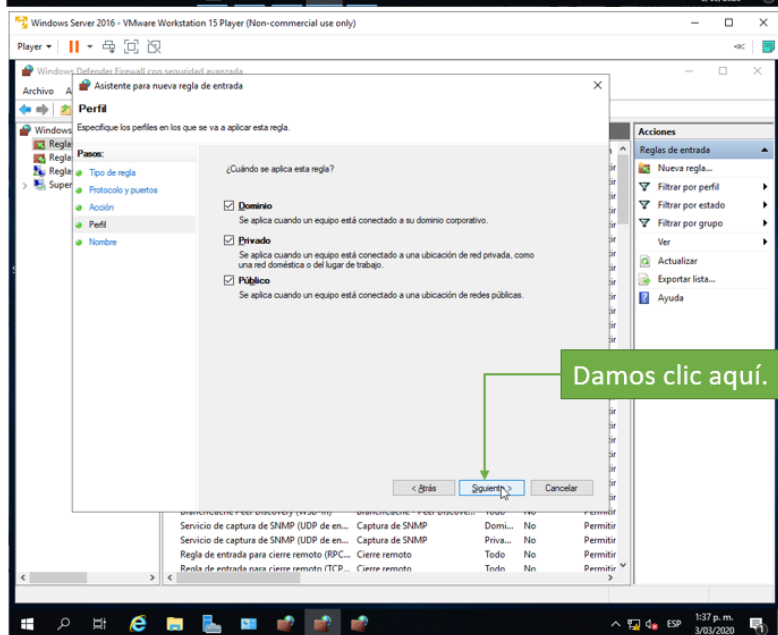 Windows Server 2016 - VMware Workstation 15 Player (Non-commercial use only)
Player
Windows Defender Firewall con seguridad avanzada
Archivo A
Asistente para nueva regla de entrada
Perfil
Especifique los perfiles en los que se va a aplicar esta regla.
Windows
Regla
Regla
Regla
Super
Pasos:
Tipo de regla
Protocolo y puertos
Acción
Perfil
Nombre
¿Cuándo se aplica esta regla?
Dominio
Se aplica cuando un equipo está conectado a su dominio corporativo.
Privado
Se aplica cuando un equipo está conectado a una ubicación de red privada, como
una red doméstica o del lugar de trabajo.
Público
Se aplica cuando un equipo está conectado a una ubicación de redes públicas.
< Atrás
Siguiente >
Cancelar
Acciones
Reglas de entrada
Nueva regla...
Filtrar por perfil
Filtrar por estado
Filtrar por grupo
Ver
Actualizar
Exportar lista...
Ayuda
Damos clic aquí.
Servicio de captura de SNMP (UDP de en... Captura de SNMP Domi... No Permitir
Servicio de captura de SNMP (UDP de en... Captura de SNMP Priva... No Permitir
Regla de entrada para cierre remoto (RPC... Cierre remoto Todo No Permitir
Regla de entrada para cierre remoto (TCP... Cierre remoto Todo No Permitir
ESP
1:37 p. m.
3/03/2020